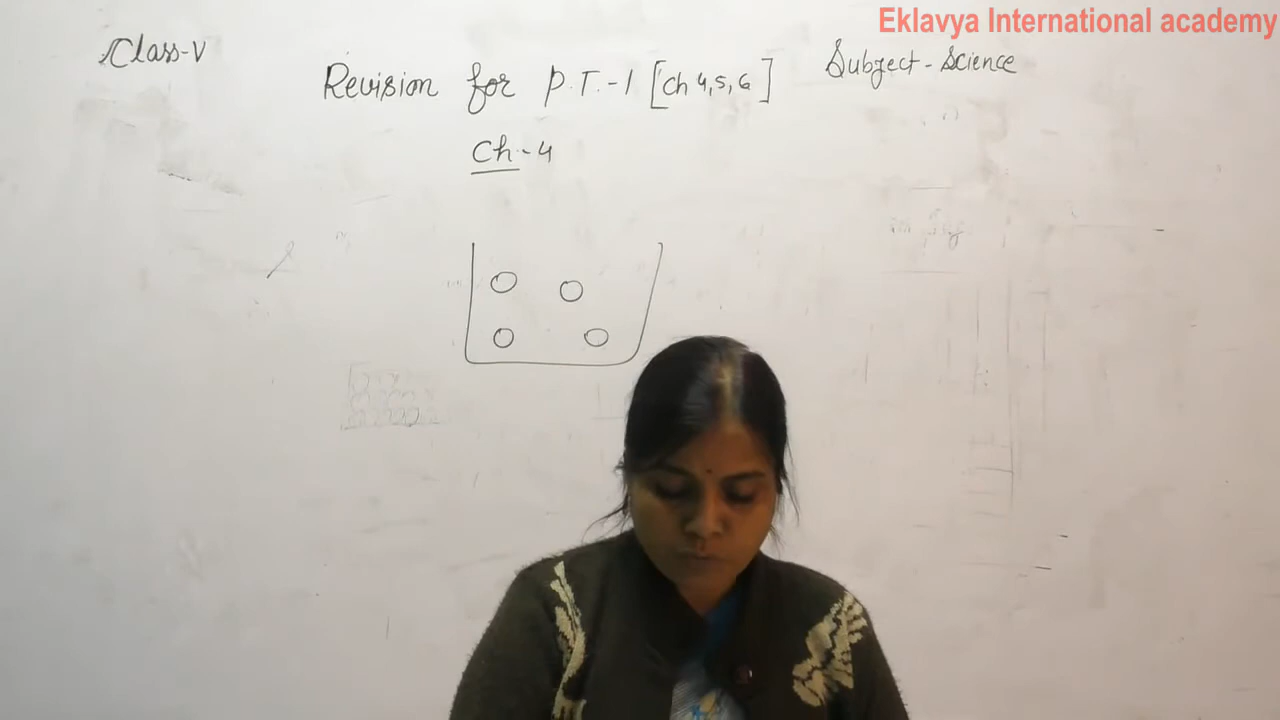 Eklavya International academy
Class-V
Subject - Science
Revision for P.T.-1 [Ch 4,5,6]
Ch-4